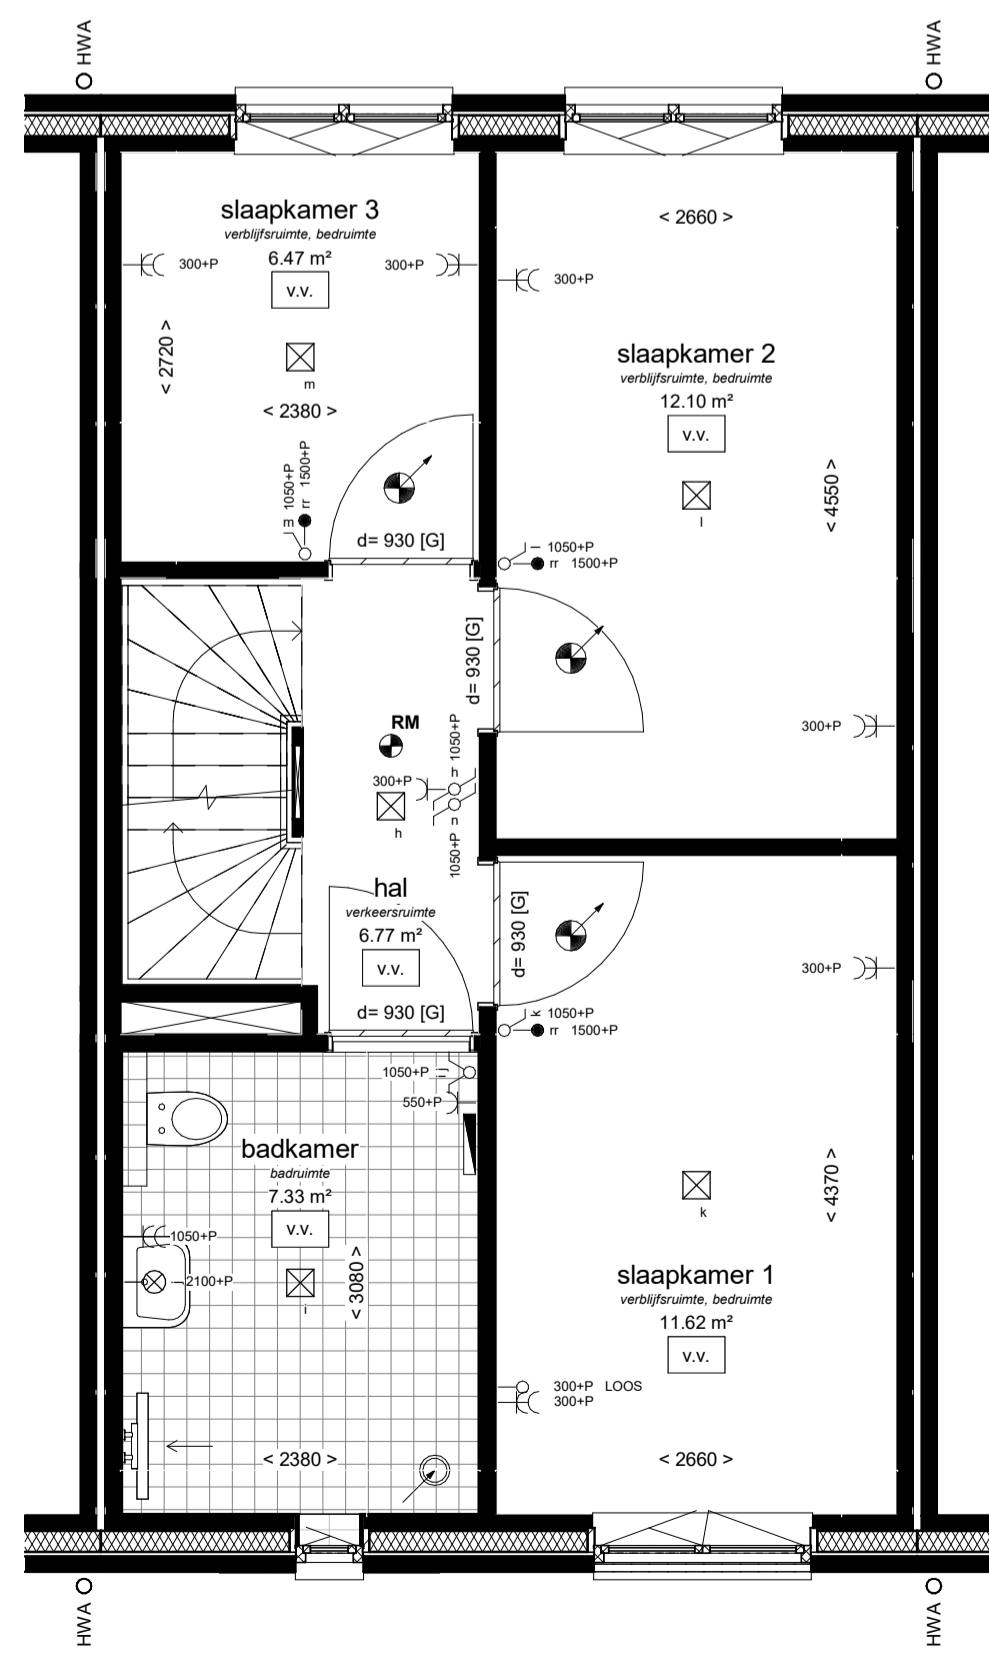 HWA
HWA
slaapkamer 3
verblijfsruimte, bedruimte
6.47 m²
v.v.
300+P
300+P
< 2720 >
m
< 2380 >
m 1050+P
rr 1500+P
d= 930 [G]
< 2660 >
300+P
slaapkamer 2
verblijfsruimte, bedruimte
12.10 m²
v.v.
l
< 4550 >
l 1050+P
rr 1500+P
d= 930 [G]
300+P
RM
300+P
h 1050+P
h
n
1050+P
hal
verkeersruimte
6.77 m²
v.v.
d= 930 [G]
d= 930 [G]
300+P
k 1050+P
rr 1500+P
1050+P
550+P
badkamer
badruimte
7.33 m²
v.v.
1050+P
2100+P
i
< 3080 >
< 2380 >
k
< 4370 >
slaapkamer 1
verblijfsruimte, bedruimte
11.62 m²
v.v.
300+P LOOS
300+P
< 2660 >
HWA
HWA